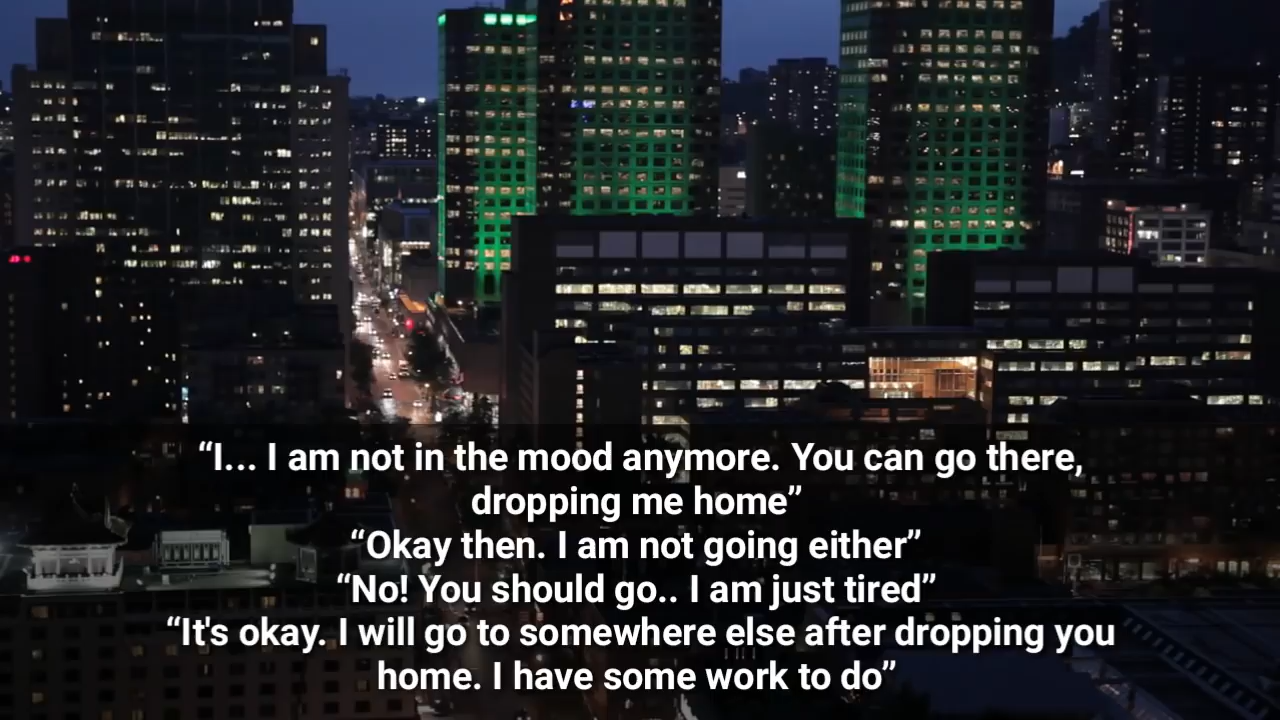 “I... I am not in the mood anymore. You can go there,
dropping me home”
“Okay then. I am not going either”
“No! You should go.. I am just tired”
“It's okay. I will go to somewhere else after dropping you
home. I have some work to do”